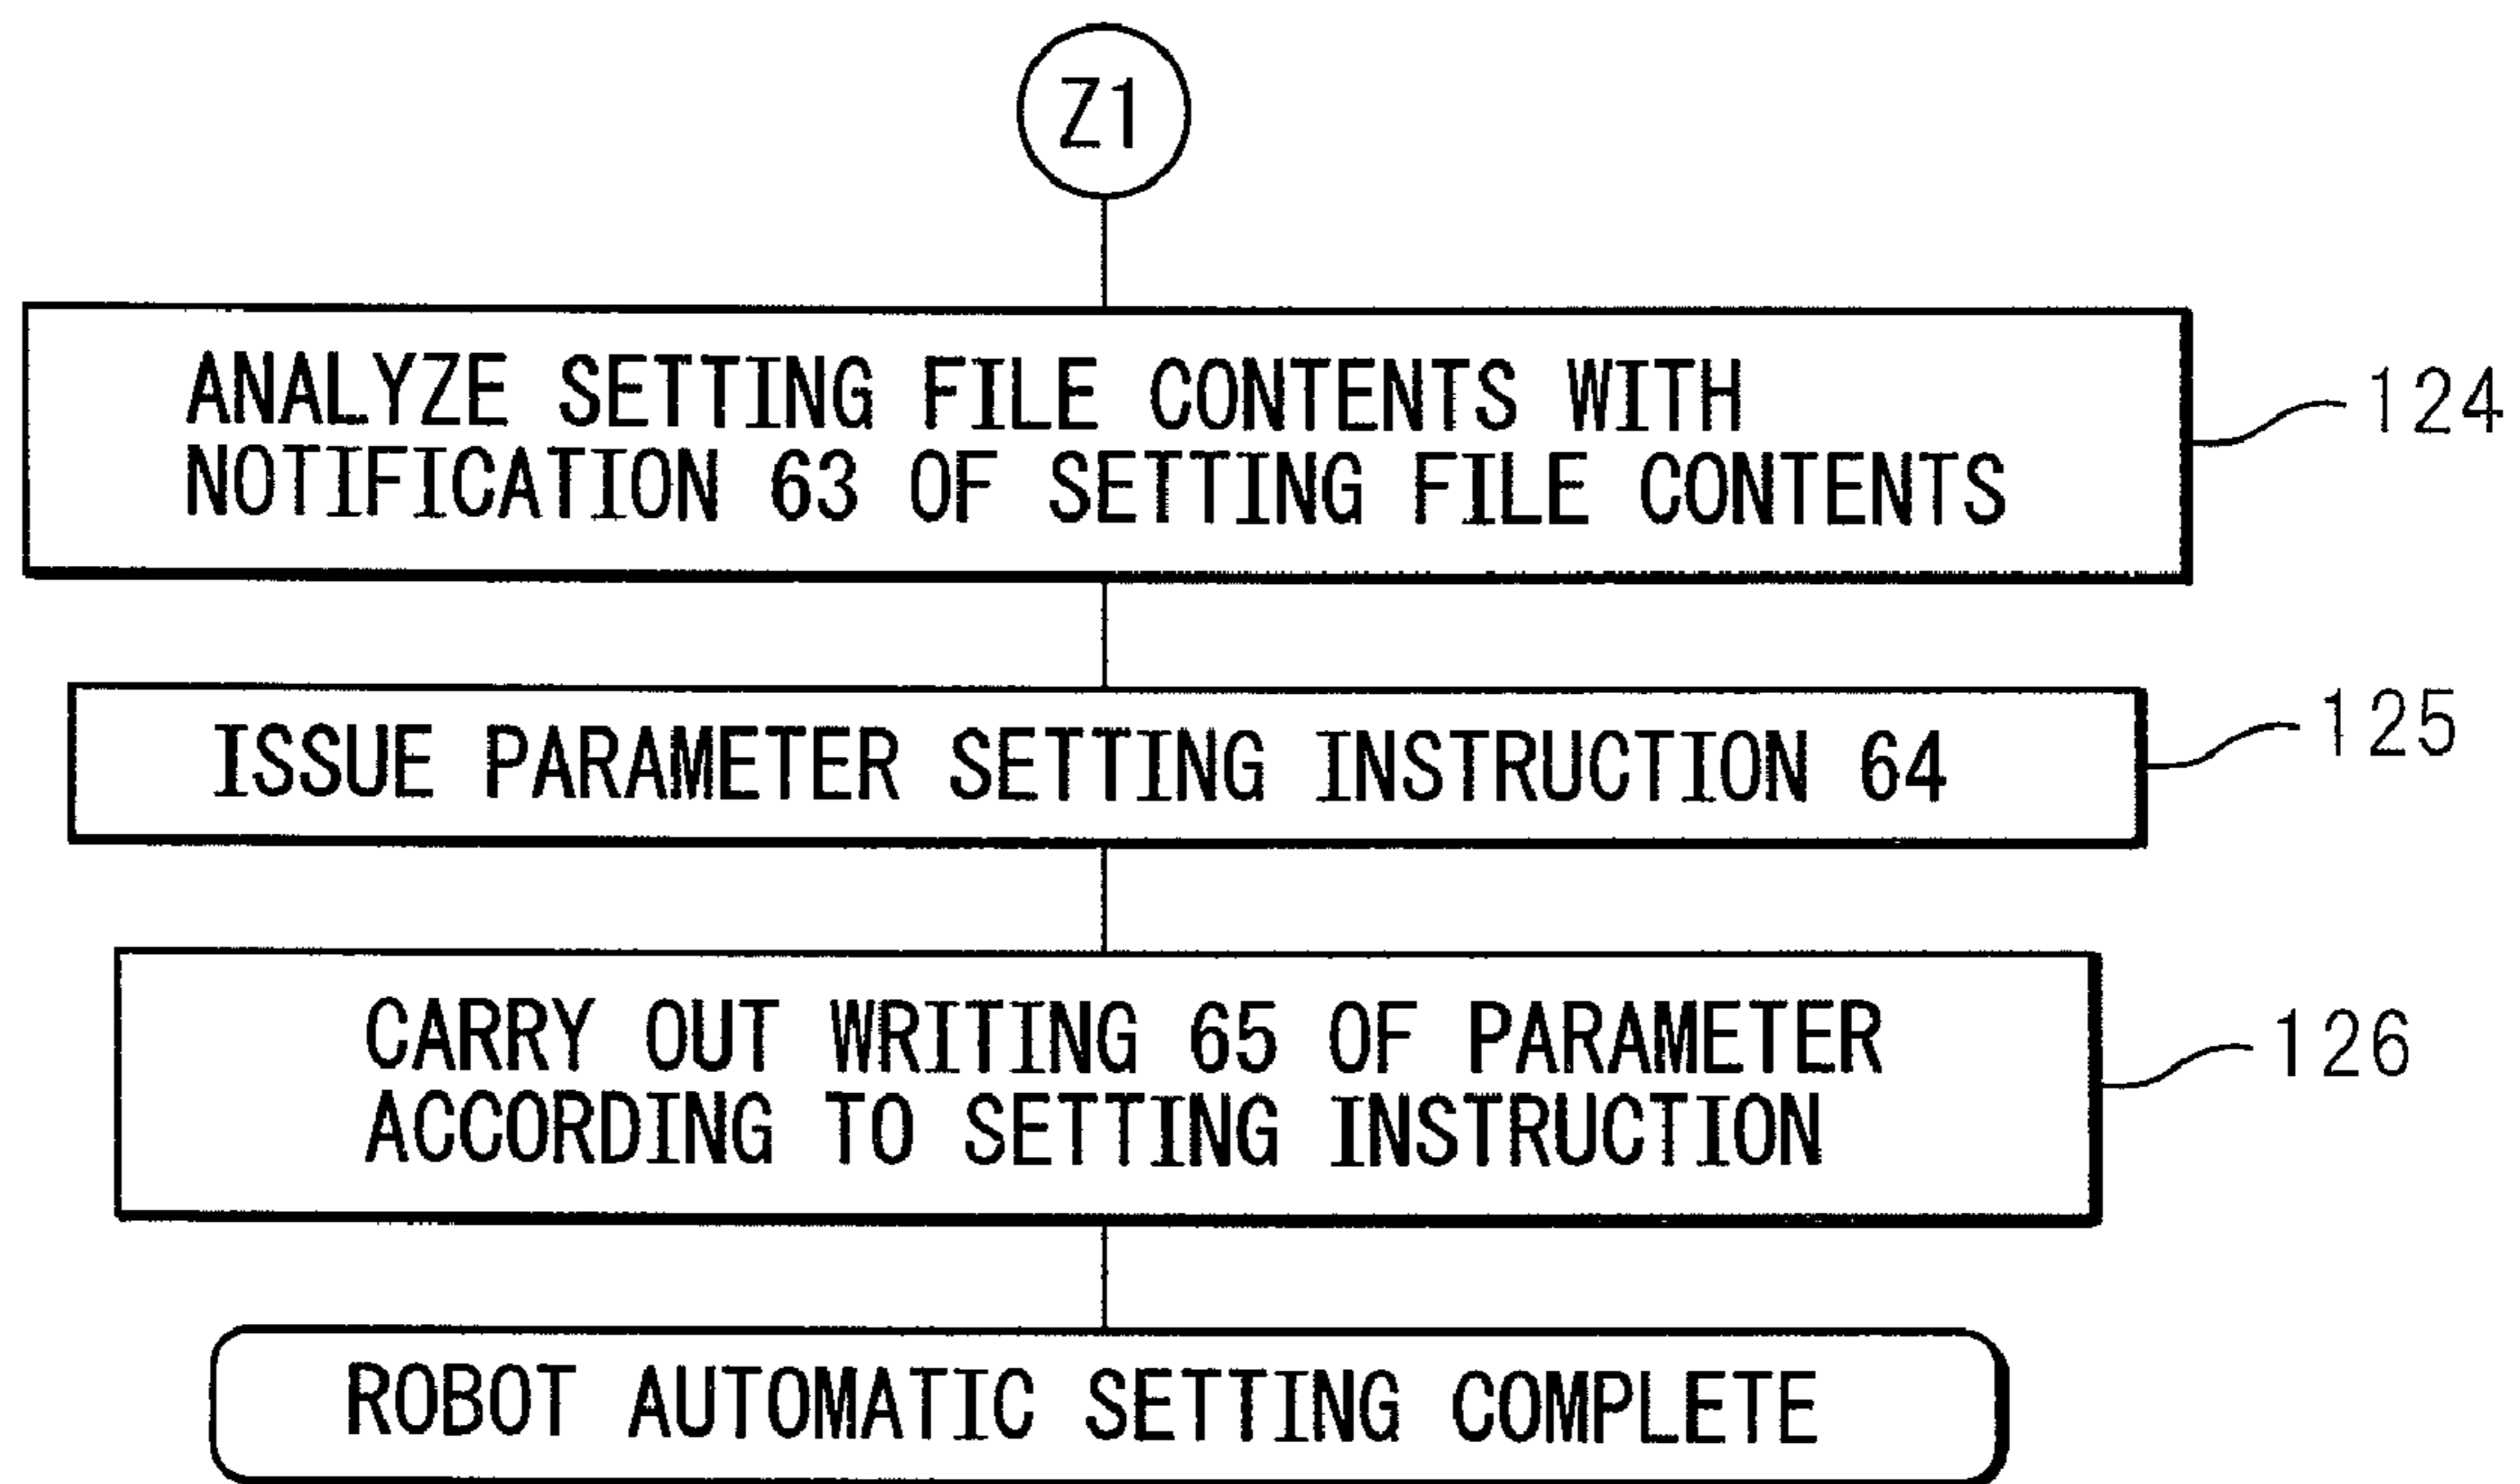 Z1
ANALYZE SETTING FILE CONTENTS WITH
NOTIFICATION 63 OF SETTING FILE CONTENTS
124
ISSUE PARAMETER SETTING INSTRUCTION 64
125
CARRY OUT WRITING 65 OF PARAMETER
ACCORDING TO SETTING INSTRUCTION
126
ROBOT AUTOMATIC SETTING COMPLETE